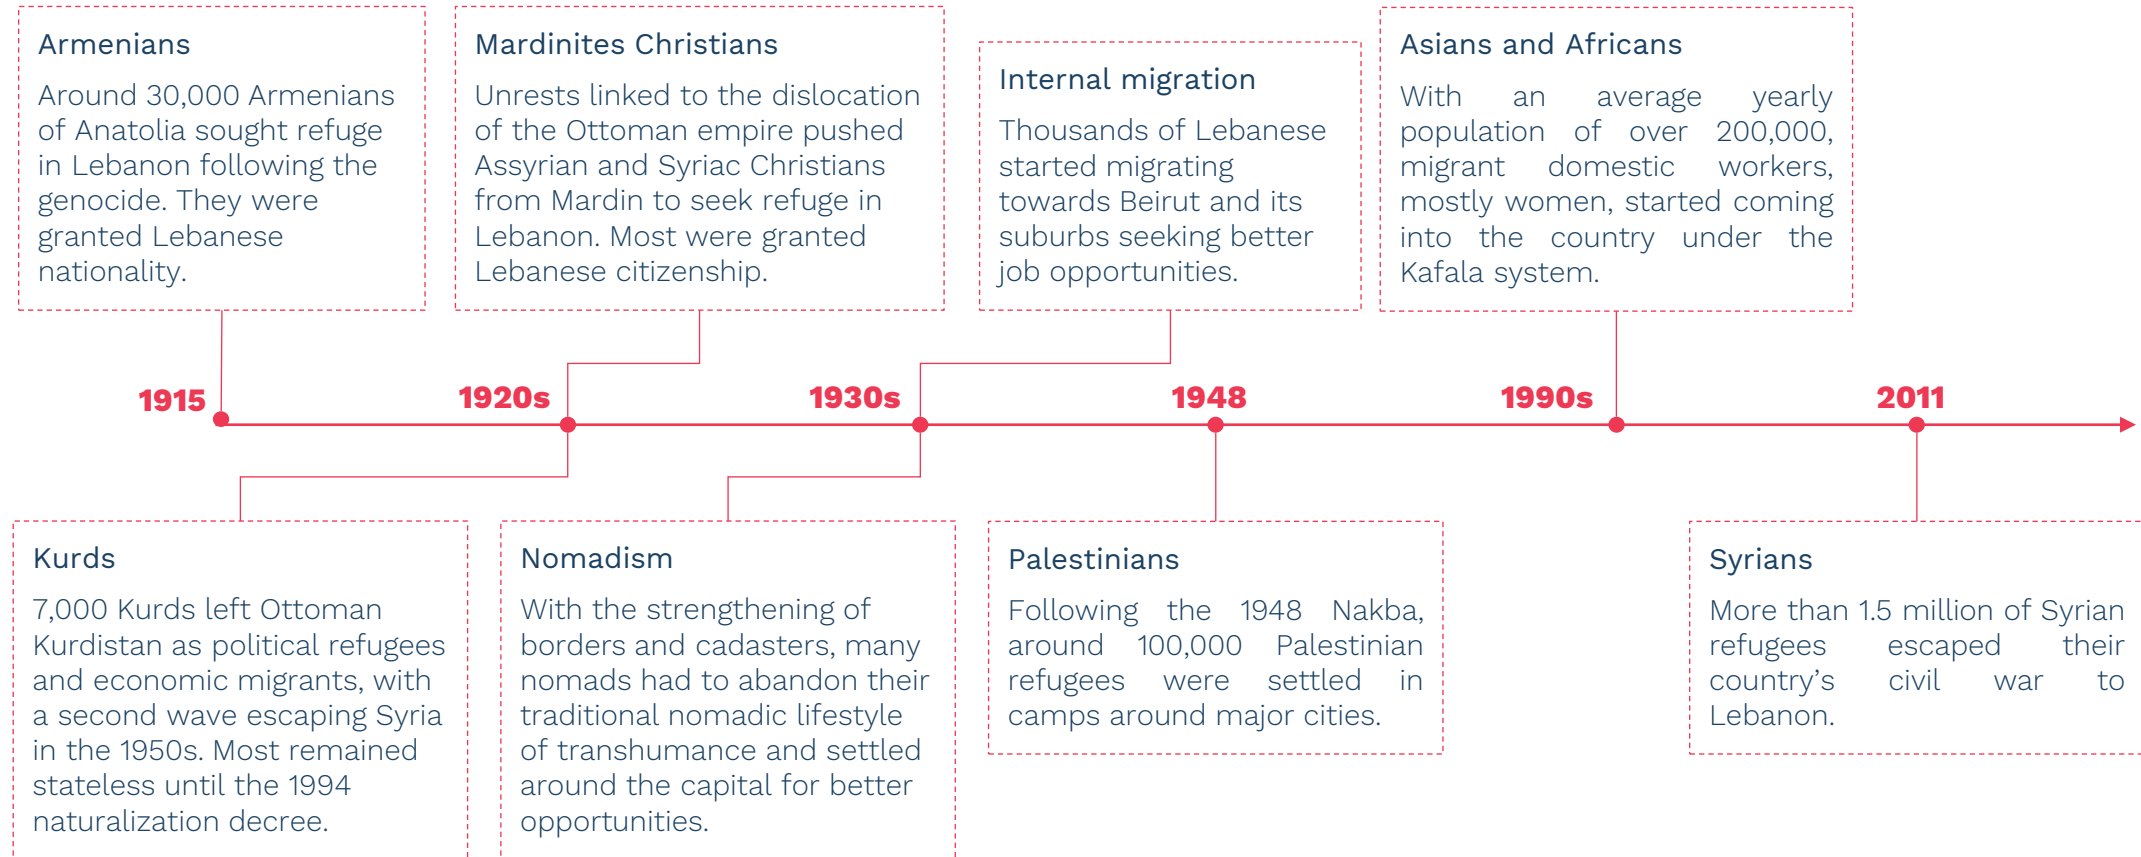 Armenians
Around 30,000 Armenians
of Anatolia sought refuge
in Lebanon following the
genocide. They were
granted Lebanese
nationality.
Mardinites Christians
Unrests linked to the dislocation
of the Ottoman empire pushed
Assyrian and Syriac Christians
from Mardin to seek refuge in
Lebanon. Most were granted
Lebanese citizenship.
Internal migration
Thousands of Lebanese
started migrating
towards Beirut and its
suburbs seeking better
job opportunities.
Asians and Africans
With an average yearly
population of over 200,000,
migrant domestic workers,
mostly women, started coming
into the country under the
Kafala system.
1915
1920s
1930s
1948
1990s
2011
Kurds
7,000 Kurds left Ottoman
Kurdistan as political refugees
and economic migrants, with
a second wave escaping Syria
in the 1950s. Most remained
stateless until the 1994
naturalization decree.
Nomadism
With the strengthening of
borders and cadasters, many
nomads had to abandon their
traditional nomadic lifestyle
of transhumance and settled
around the capital for better
opportunities.
Palestinians
Following the 1948 Nakba,
around 100,000 Palestinian
refugees were settled in
camps around major cities.
Syrians
More than 1.5 million of Syrian
refugees escaped their
country’s civil war to
Lebanon.